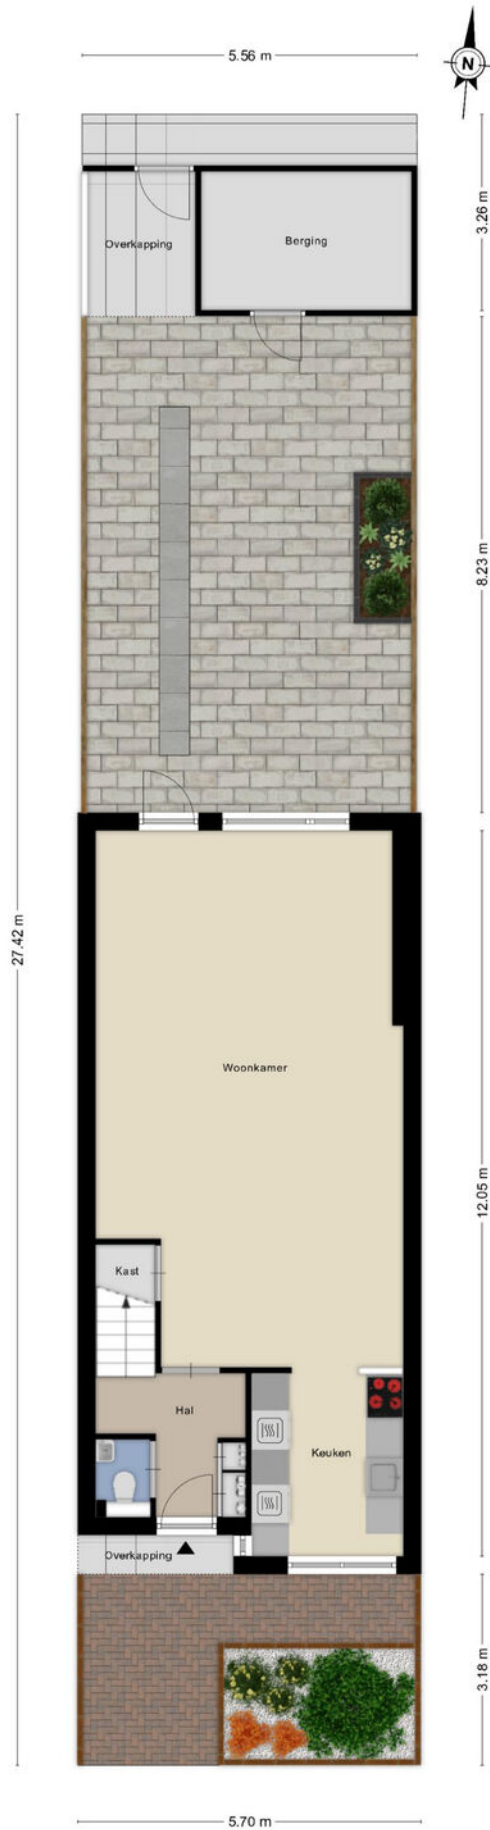 5.56 m
N
3.26 m
Overkapping
Berging
8.23 m
27.42 m
Woonkamer
12.05 m
Kast
Hal
Keuken
Overkapping
3.18 m
5.70 m